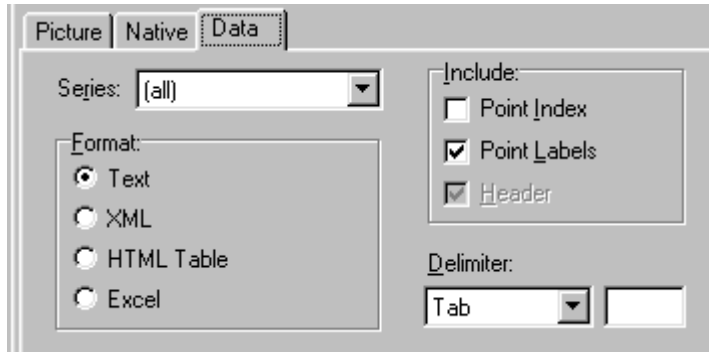 Picture Native Data
Series: (all)
Format:
Text
XML
HTML Table
Excel
Include:
Point Index
Point Labels
Header
Delimiter:
Tab